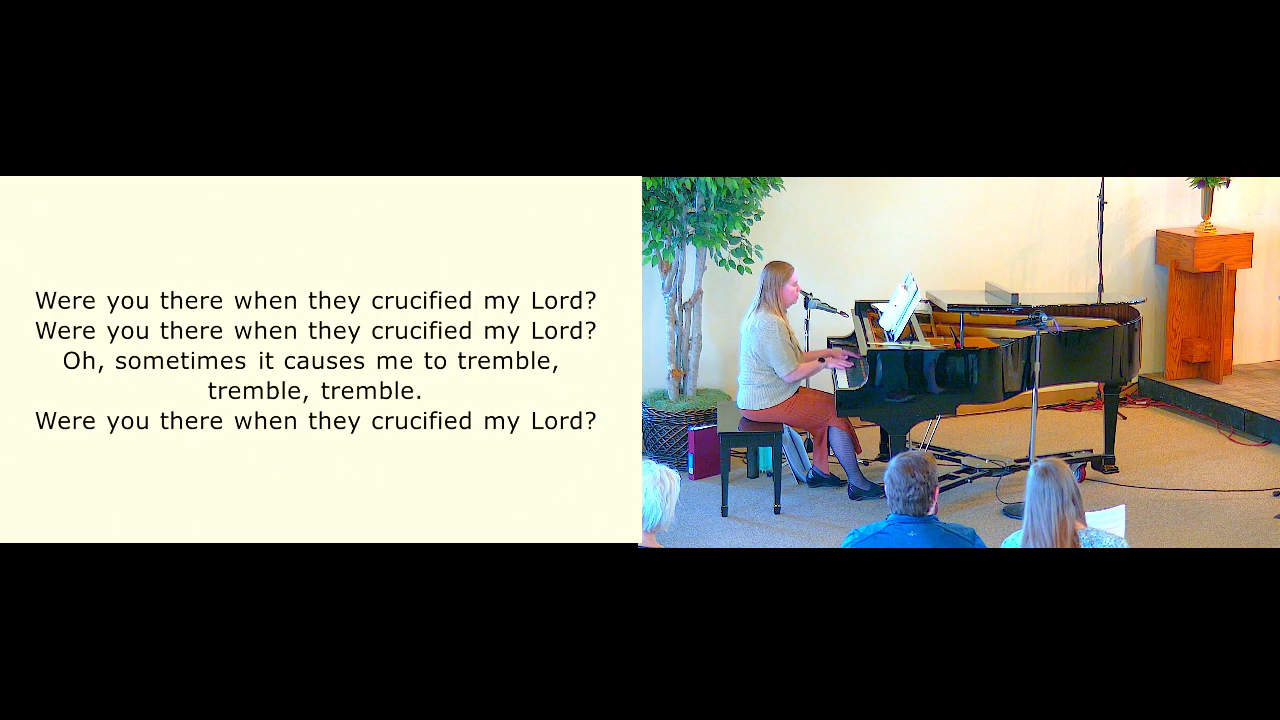 Were you there when they crucified my Lord?
Were you there when they crucified my Lord?
Oh, sometimes it causes me to tremble,
tremble, tremble.
Were you there when they crucified my Lord?